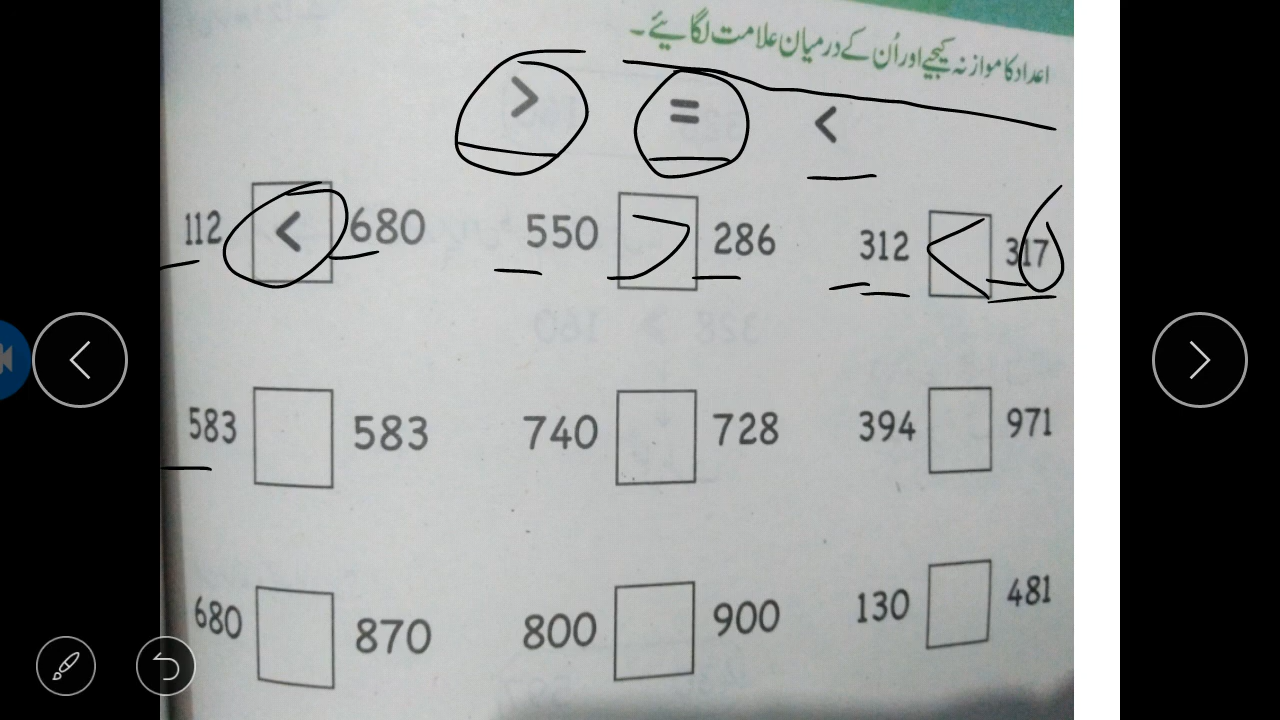 اعداد کا موازنہ کیجیے اور اُن کے درمیان علامت لگائیے۔
> = <
112 < 680 550 > 286 312 < 317
583 583 740 728 394 971
680 870 800 900 130 481